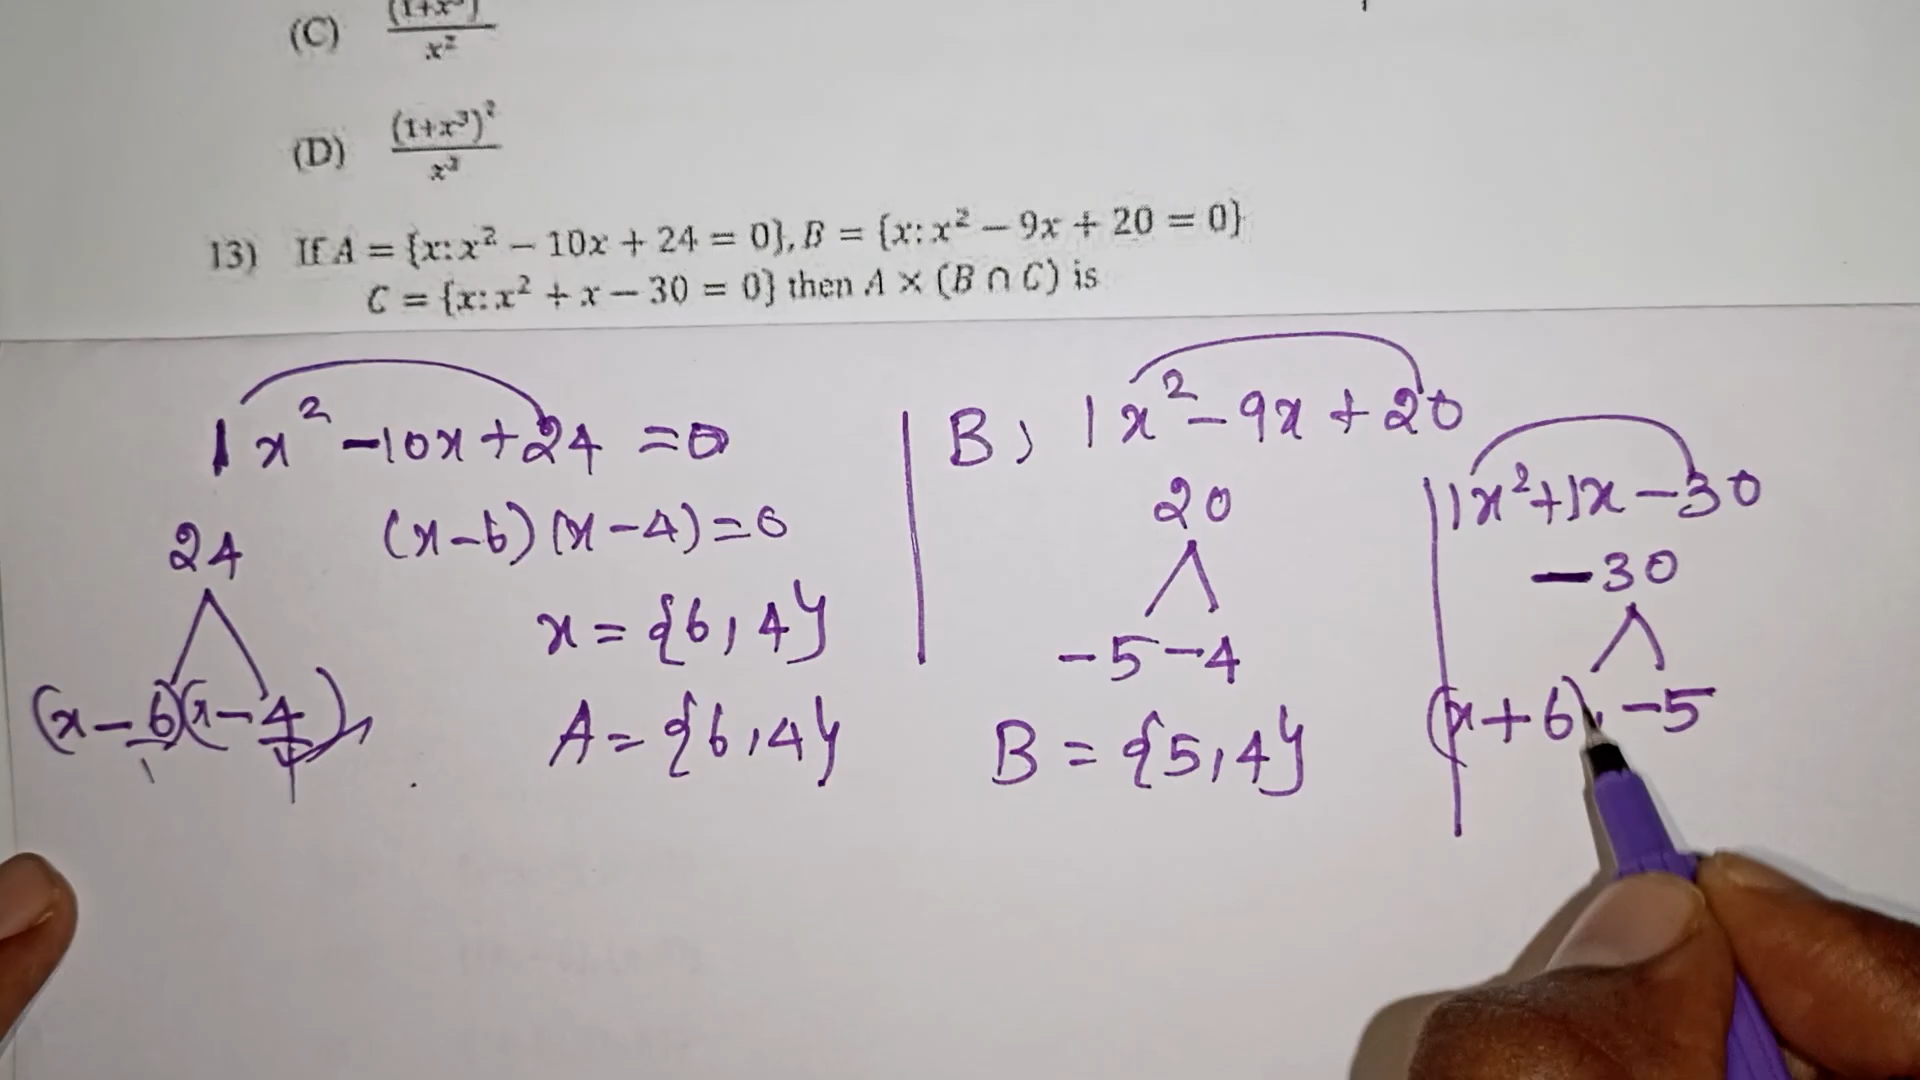 (C) (1+x³) / x²
(D) (1+x³)² / x²
13) If A = {x: x² − 10x + 24 = 0}, B = {x: x² − 9x + 20 = 0}
C = {x: x² + x − 30 = 0} then A × (B ∩ C) is
1x² −10x + 24 = 0
24
(x−6)(x−4) = 0
(x−6)(x−4)
x = {6, 4}
A = {6, 4}
B) 1x² − 9x + 20
20
−5 −4
B = {5, 4}
1x² + 1x − 30
−30
(x+6), −5